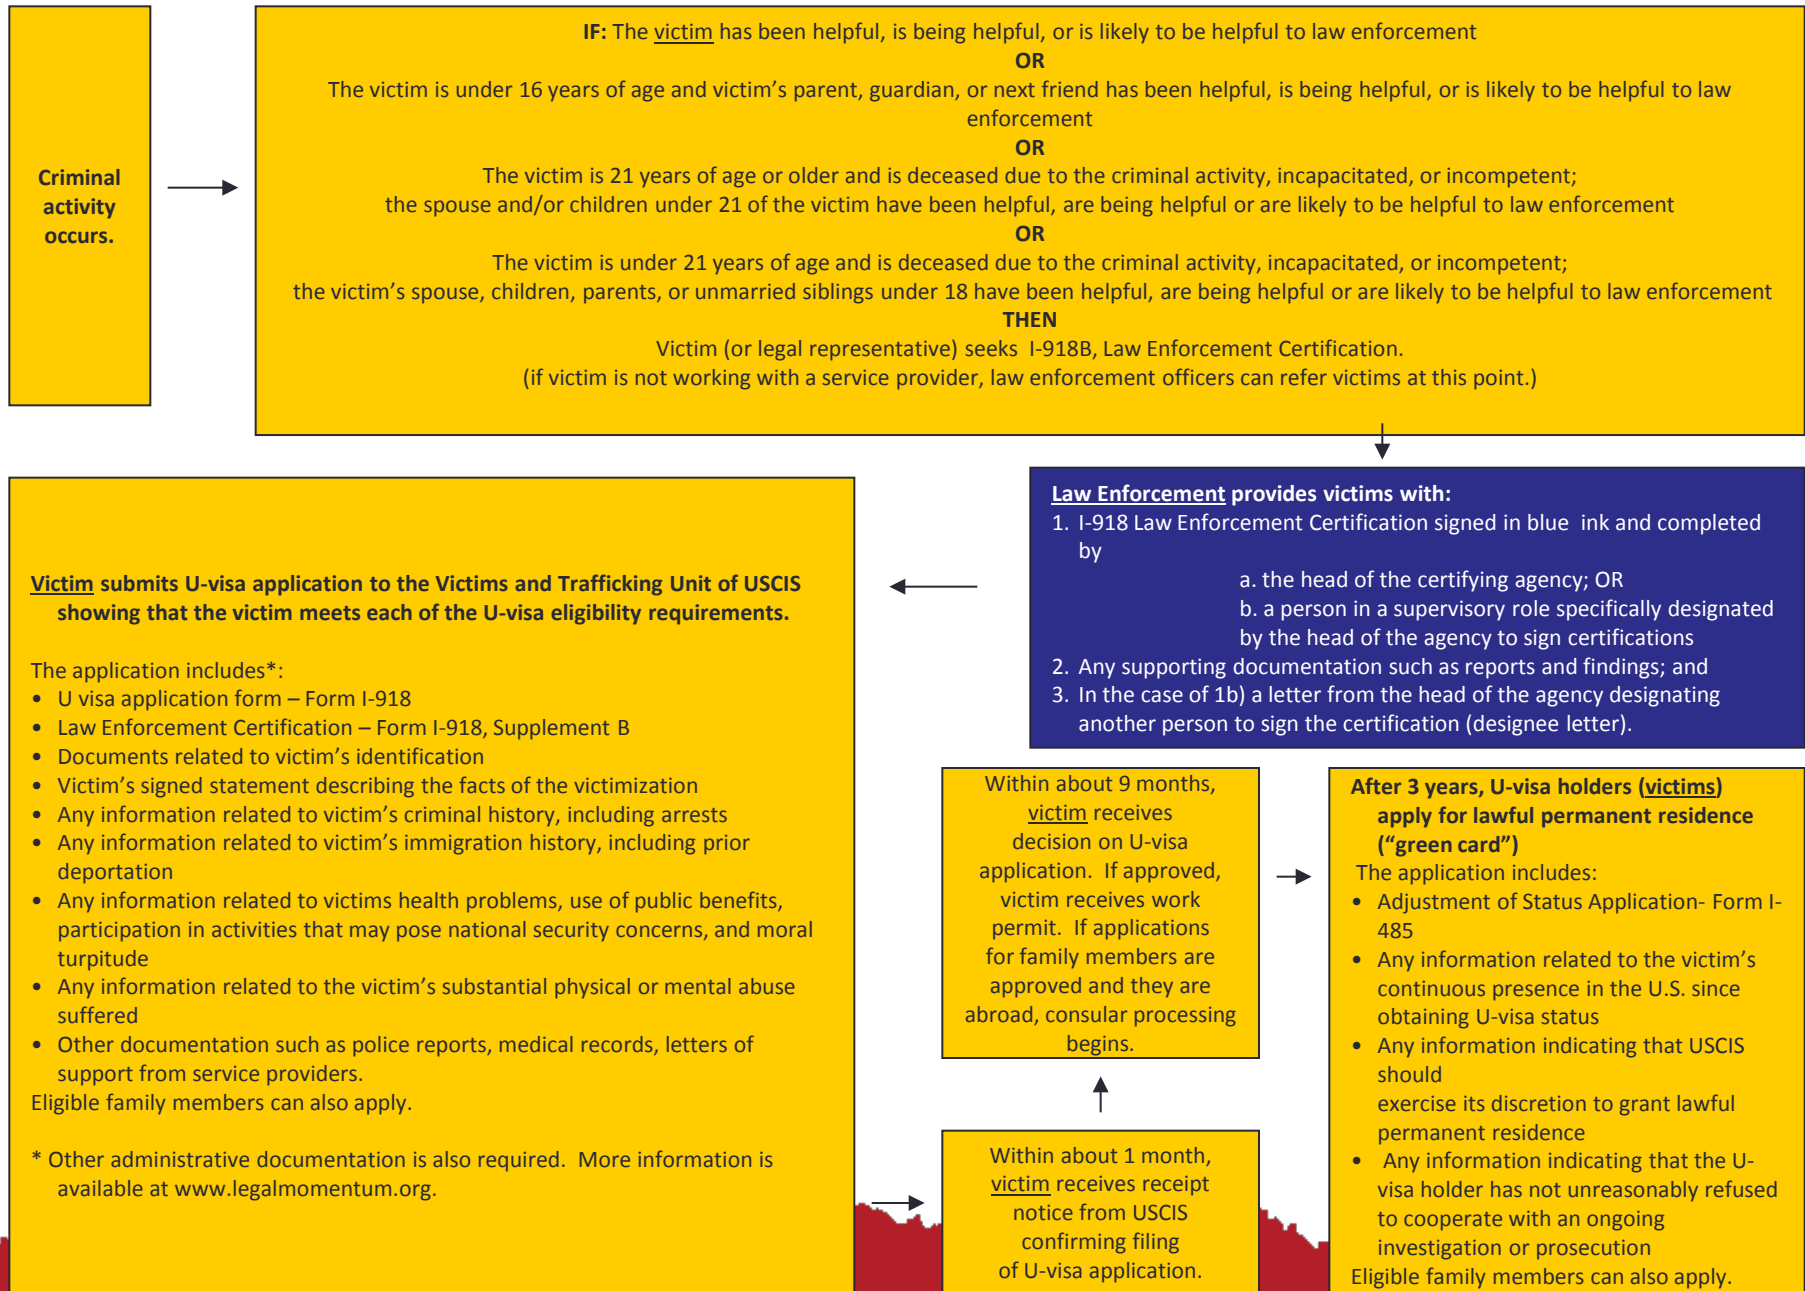 Criminal
activity
occurs.
IF: The victim has been helpful, is being helpful, or is likely to be helpful to law enforcement
OR
The victim is under 16 years of age and victim’s parent, guardian, or next friend has been helpful, is being helpful, or is likely to be helpful to law
enforcement
OR
The victim is 21 years of age or older and is deceased due to the criminal activity, incapacitated, or incompetent;
the spouse and/or children under 21 of the victim have been helpful, are being helpful or are likely to be helpful to law enforcement
OR
The victim is under 21 years of age and is deceased due to the criminal activity, incapacitated, or incompetent;
the victim’s spouse, children, parents, or unmarried siblings under 18 have been helpful, are being helpful or are likely to be helpful to law enforcement
THEN
Victim (or legal representative) seeks I-918B, Law Enforcement Certification.
(if victim is not working with a service provider, law enforcement officers can refer victims at this point.)
Law Enforcement provides victims with:
1. I-918 Law Enforcement Certification signed in blue ink and completed
by
a. the head of the certifying agency; OR
b. a person in a supervisory role specifically designated
by the head of the agency to sign certifications
2. Any supporting documentation such as reports and findings; and
3. In the case of 1b) a letter from the head of the agency designating
another person to sign the certification (designee letter).
Victim submits U-visa application to the Victims and Trafficking Unit of USCIS
showing that the victim meets each of the U-visa eligibility requirements.
The application includes*:
• U visa application form – Form I-918
• Law Enforcement Certification – Form I-918, Supplement B
• Documents related to victim’s identification
• Victim’s signed statement describing the facts of the victimization
• Any information related to victim’s criminal history, including arrests
• Any information related to victim’s immigration history, including prior
deportation
• Any information related to victims health problems, use of public benefits,
participation in activities that may pose national security concerns, and moral
turpitude
• Any information related to the victim’s substantial physical or mental abuse
suffered
• Other documentation such as police reports, medical records, letters of
support from service providers.
Eligible family members can also apply.
* Other administrative documentation is also required. More information is
available at www.legalmomentum.org.
Within about 1 month,
victim receives receipt
notice from USCIS
confirming filing
of U-visa application.
Within about 9 months,
victim receives
decision on U-visa
application. If approved,
victim receives work
permit. If applications
for family members are
approved and they are
abroad, consular processing
begins.
After 3 years, U-visa holders (victims)
apply for lawful permanent residence
(“green card”)
The application includes:
• Adjustment of Status Application- Form I-
485
• Any information related to the victim’s
continuous presence in the U.S. since
obtaining U-visa status
• Any information indicating that USCIS
should
exercise its discretion to grant lawful
permanent residence
• Any information indicating that the U-
visa holder has not unreasonably refused
to cooperate with an ongoing
investigation or prosecution
Eligible family members can also apply.